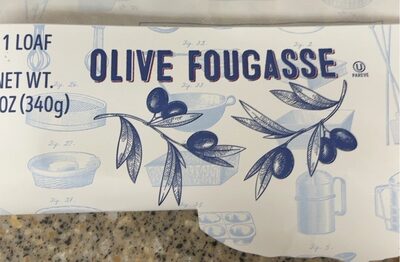 1 LOAF
OLIVE FOUGASSE
U
PAREVE
NET WT.
OZ (340g)